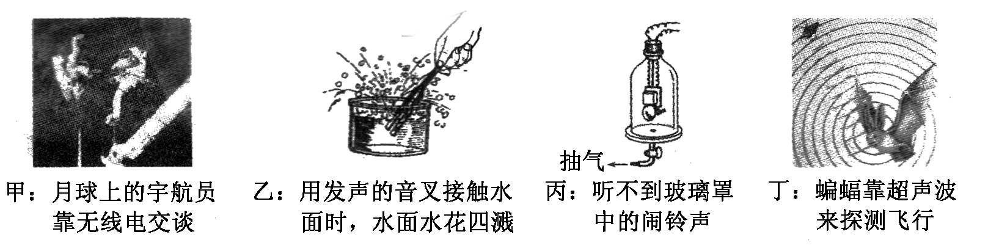 抽气
甲：月球上的宇航员
靠无线电交谈
乙：用发声的音叉接触水
面时，水面水花四溅
丙：听不到玻璃罩
中的闹铃声
丁：蝙蝠靠超声波
来探测飞行